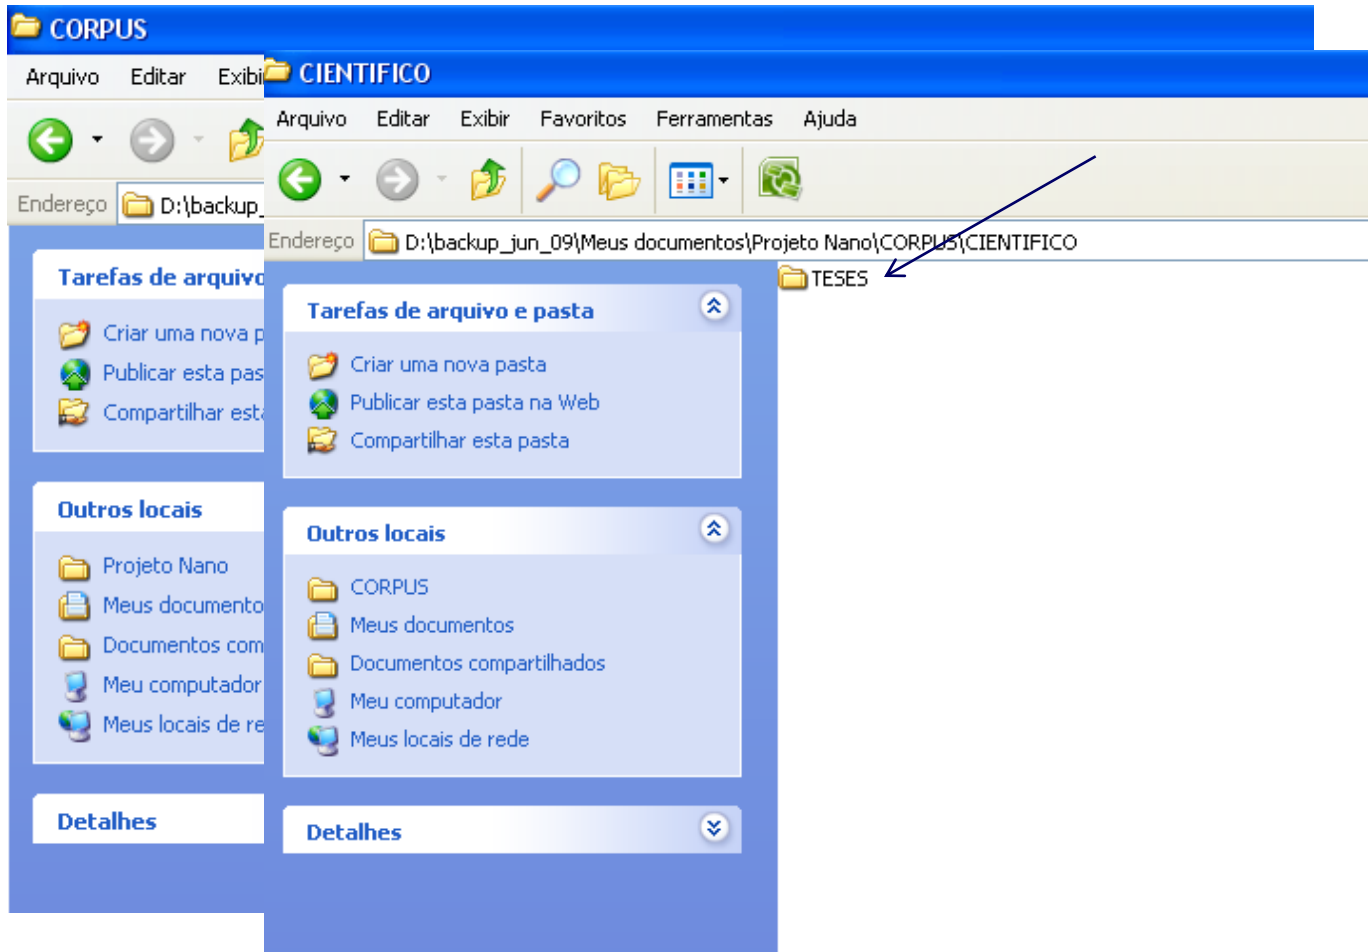 CORPUS
Arquivo Editar Exibi
Endereço D:\backup_
Tarefas de arquivo
Criar uma nova p
Publicar esta pas
Compartilhar esta
Outros locais
Projeto Nano
Meus documento
Documentos com
Meu computador
Meus locais de re
Detalhes
CIENTIFICO
Arquivo Editar Exibir Favoritos Ferramentas Ajuda
Endereço D:\backup_jun_09\Meus documentos\Projeto Nano\CORPUS\CIENTIFICO
Tarefas de arquivo e pasta
Criar uma nova pasta
Publicar esta pasta na Web
Compartilhar esta pasta
Outros locais
CORPUS
Meus documentos
Documentos compartilhados
Meu computador
Meus locais de rede
Detalhes
TESES